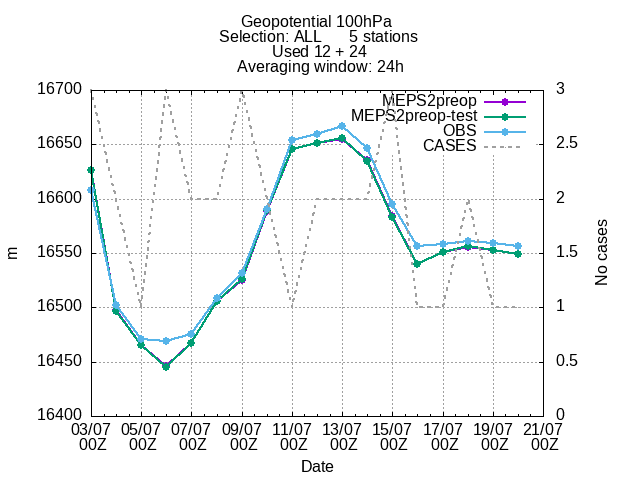 Geopotential 100hPa
Selection: ALL 5 stations
Used 12 + 24
Averaging window: 24h
MEPS2preop
MEPS2preop-test
OBS
CASES
16700
16650
16600
16550
16500
16450
16400
m
3
2.5
2
1.5
1
0.5
0
No cases
03/07 05/07 07/07 09/07 11/07 13/07 15/07 17/07 19/07 21/07
00Z 00Z 00Z 00Z 00Z 00Z 00Z 00Z 00Z 00Z
Date